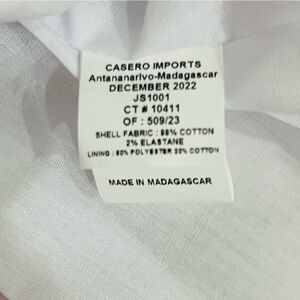 CASERO IMPORTS
Antananarivo-Madagascar
DECEMBER 2022
JS1001
CT # 10411
OF : 509/23
SHELL FABRIC : 98% COTTON
2% ELASTANE
LINING : 80% POLYESTER 20% COTTON
MADE IN MADAGASCAR